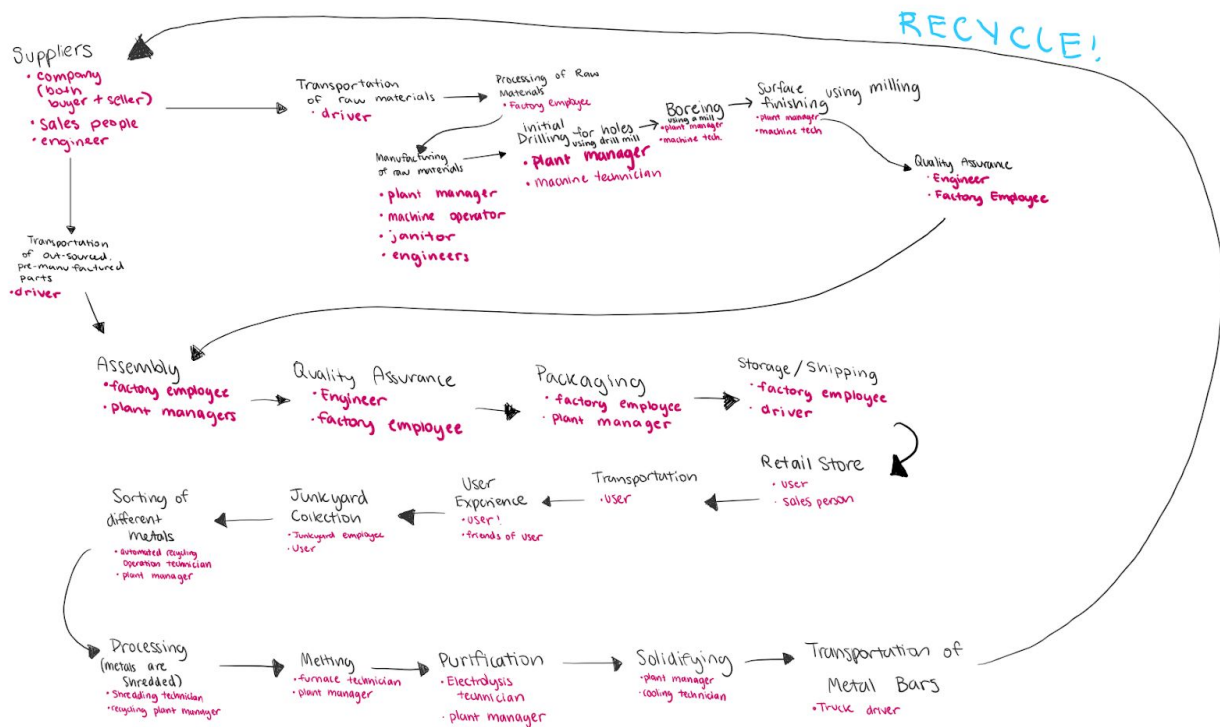 RECYCLE!
Suppliers
• company
(both
buyer + seller)
• Sales people
• engineer
Transportation
of raw materials
• driver
Processing of Raw
Materials
• Factory employee
Manufacturing
of raw materials
• plant manager
• machine operator
• janitor
• engineers
initial
Drilling for holes
using drill mill
• plant manager
• machine technician
Boreing
using a mill
• plant manager
• machine tech
Surface
finishing using milling
• plant manager
• machine tech
Quality Assurance
• Engineer
• Factory Employee
Transportation
of out-sourced
pre-manufactured
parts
• driver
Assembly
• factory employee
• plant managers
Quality Assurance
• Engineer
• factory employee
Packaging
• factory employee
• plant manager
Storage/Shipping
• factory employee
• driver
Retail Store
• user
• sales person
Transportation
• user
User
Experience
• user!
• friends of user
Junkyard
Collection
• Junkyard employee
• User
Sorting of
different
metals
• automated recycling
operation technician
• plant manager
Processing
(metals are
shredded)
• Shreading technician
• recycling plant manager
Melting
• furnace technician
• plant manager
Purification
• Electrolysis
technician
• plant manager
Solidifying
• plant manager
• cooling technician
Transportation of
Metal Bars
• Truck driver